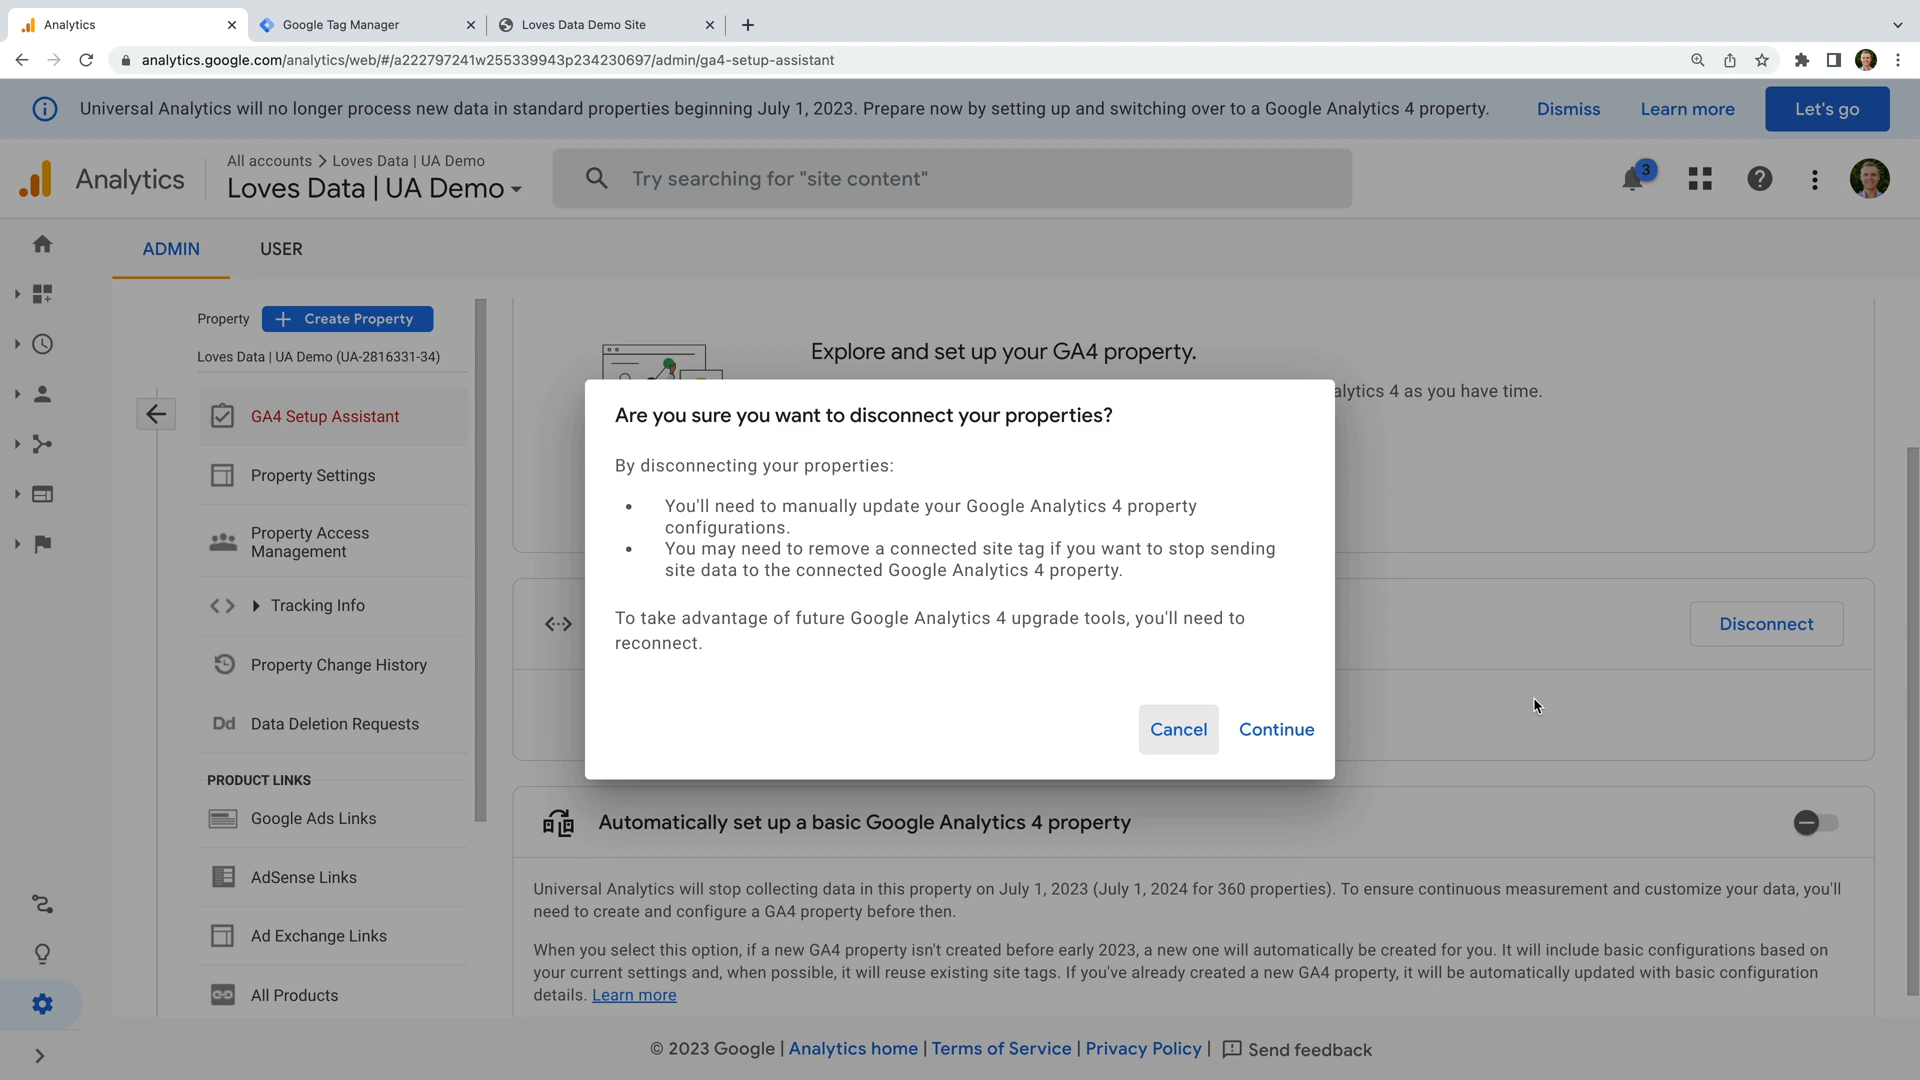 Analytics
Google Tag Manager
Loves Data Demo Site
analytics.google.com/analytics/web/#/a222797241w255339943p234230697/admin/ga4-setup-assistant
Universal Analytics will no longer process new data in standard properties beginning July 1, 2023. Prepare now by setting up and switching over to a Google Analytics 4 property.
Dismiss
Learn more
Let's go
Analytics
All accounts > Loves Data | UA Demo
Loves Data | UA Demo
Try searching for "site content"
3
ADMIN
USER
Property
+ Create Property
Loves Data | UA Demo (UA-2816331-34)
GA4 Setup Assistant
Property Settings
Property Access
Management
Tracking Info
Property Change History
Dd
Data Deletion Requests
PRODUCT LINKS
Google Ads Links
AdSense Links
Ad Exchange Links
All Products
Explore and set up your GA4 property.
alytics 4 as you have time.
Are you sure you want to disconnect your properties?
By disconnecting your properties:
• You'll need to manually update your Google Analytics 4 property
configurations.
• You may need to remove a connected site tag if you want to stop sending
site data to the connected Google Analytics 4 property.
To take advantage of future Google Analytics 4 upgrade tools, you'll need to
reconnect.
Cancel
Continue
Disconnect
Automatically set up a basic Google Analytics 4 property
Universal Analytics will stop collecting data in this property on July 1, 2023 (July 1, 2024 for 360 properties). To ensure continuous measurement and customize your data, you'll
need to create and configure a GA4 property before then.
When you select this option, if a new GA4 property isn't created before early 2023, a new one will automatically be created for you. It will include basic configurations based on
your current settings and, when possible, it will reuse existing site tags. If you've already created a new GA4 property, it will be automatically updated with basic configuration
details. Learn more
© 2023 Google | Analytics home | Terms of Service | Privacy Policy | Send feedback